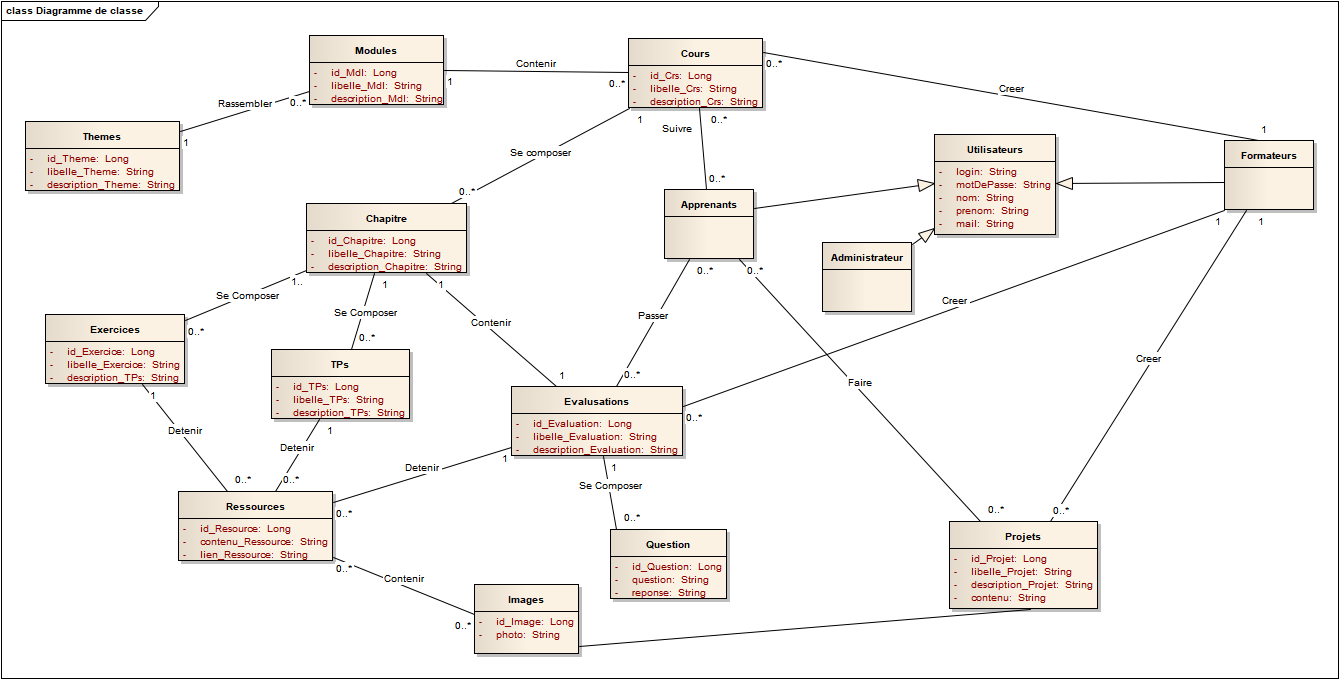 class Diagramme de classe
Modules
- id_Mdl: Long
- libelle_Mdl: String
- description_Mdl: String
Contenir
1
0..*
Cours
- id_Crs: Long
- libelle_Crs: Stirng
- description_Crs: String
0..*
Creer
1
Rassembler
0..*
1
Themes
- id_Theme: Long
- libelle_Theme: String
- description_Theme: String
1
Se composer
0..*
Suivre
0..*
0..*
Utilisateurs
- login: String
- motDePasse: String
- nom: String
- prenom: String
- mail: String
Formateurs
Apprenants
Administrateur
Chapitre
- id_Chapitre: Long
- libelle_Chapitre: String
- description_Chapitre: String
1..
Se Composer
0..*
1
Se Composer
0..*
1
Contenir
1
0..*
Passer
0..*
0..*
Faire
0..*
1
Creer
0..*
1
Creer
0..*
Exercices
- id_Exercice: Long
- libelle_Exercice: String
- description_TPs: String
TPs
- id_TPs: Long
- libelle_TPs: String
- description_TPs: String
Evalusations
- id_Evaluation: Long
- libelle_Evaluation: String
- description_Evaluation: String
1
Detenir
0..*
1
Detenir
0..*
1
Detenir
0..*
1
Se Composer
0..*
Ressources
- id_Resource: Long
- contenu_Ressource: String
- lien_Ressource: String
0..*
Contenir
0..*
Question
- id_Question: Long
- question: String
- reponse: String
Projets
- id_Projet: Long
- libelle_Projet: String
- description_Projet: String
- contenu: String
Images
- id_Image: Long
- photo: String